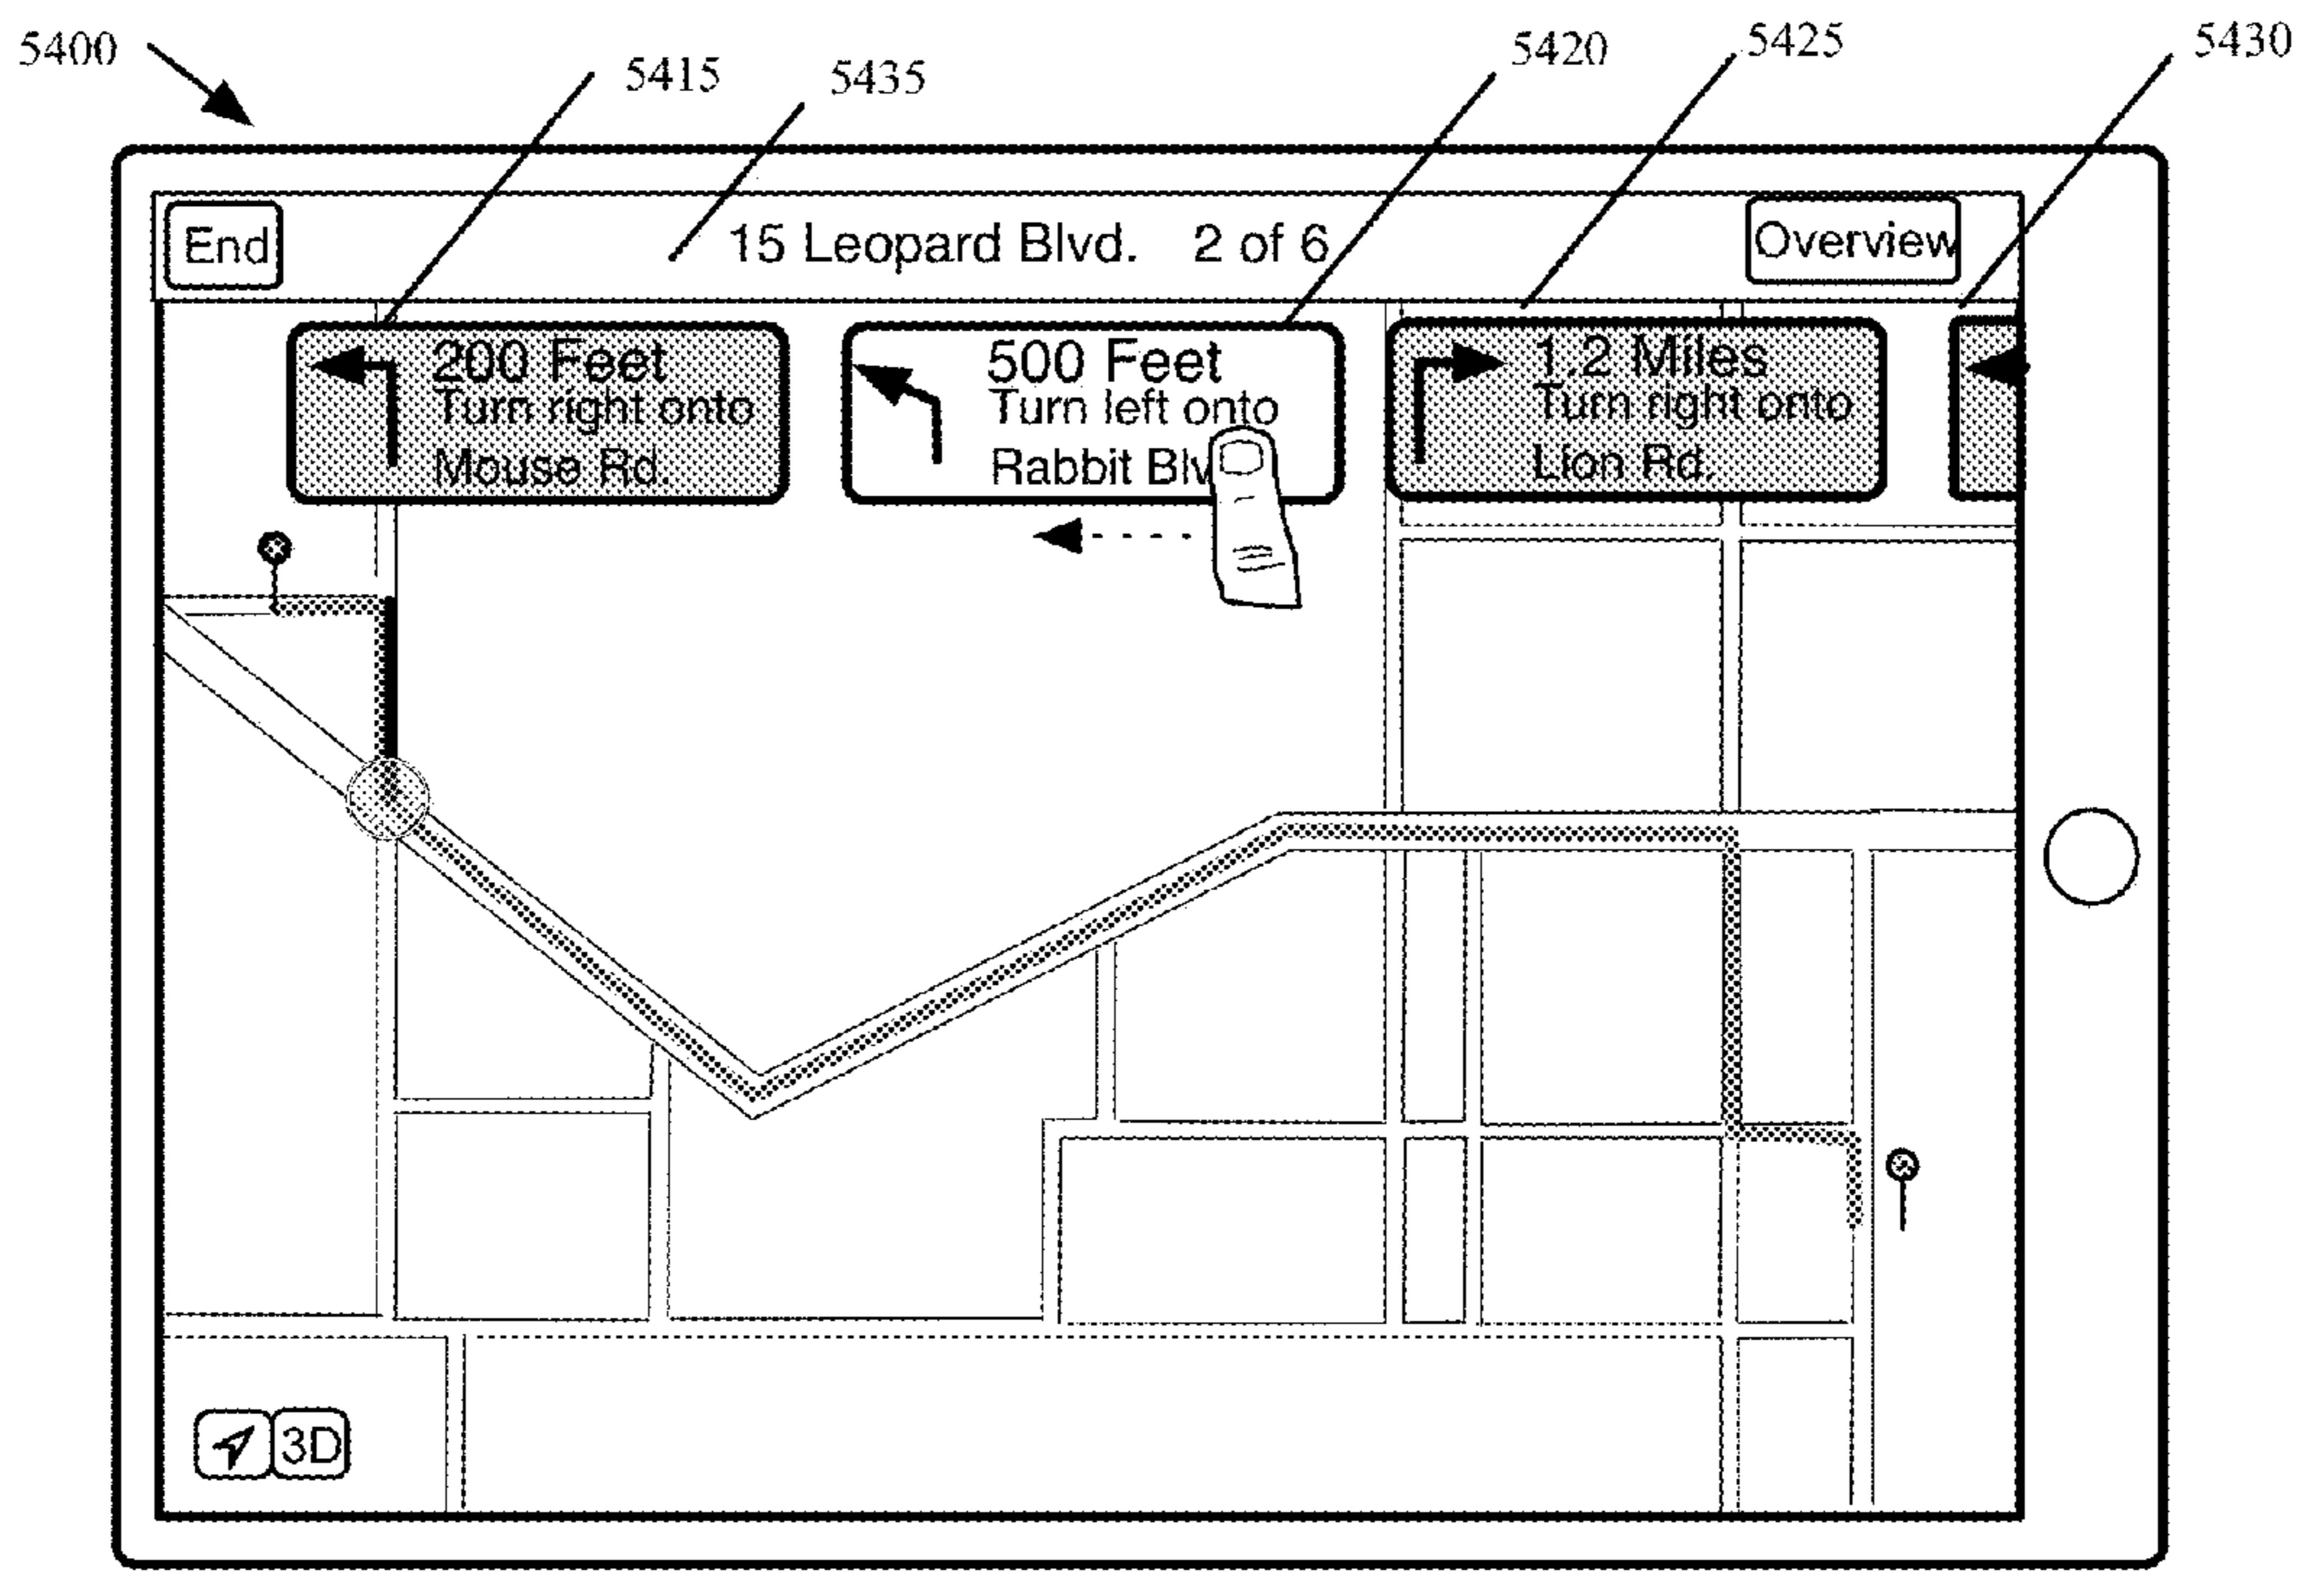 5400
5415
5435
5420
5425
5430
End
15 Leopard Blvd. 2 of 6
Overview
200 Feet
Turn right onto
Mouse Rd.
500 Feet
Turn left onto
Rabbit Blv
1.2 Miles
Turn right onto
Lion Rd.
3D